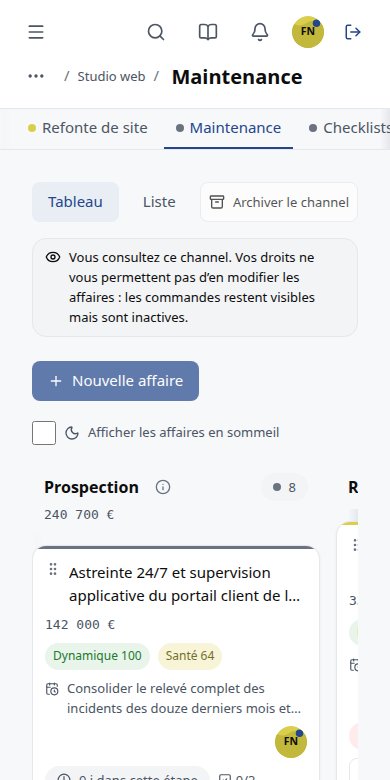 FN
/ Studio web / Maintenance
Refonte de site
Maintenance
Checklists
Tableau
Liste
Archiver le channel
Vous consultez ce channel. Vos droits ne
vous permettent pas d’en modifier les
affaires : les commandes restent visibles
mais sont inactives.
+ Nouvelle affaire
Afficher les affaires en sommeil
Prospection
8
R
240 700 €
Astreinte 24/7 et supervision
applicative du portail client de l…
142 000 €
3
Dynamique 100
Santé 64
Consolider le relevé complet des
incidents des douze derniers mois et…
FN
0 j dans cette étape